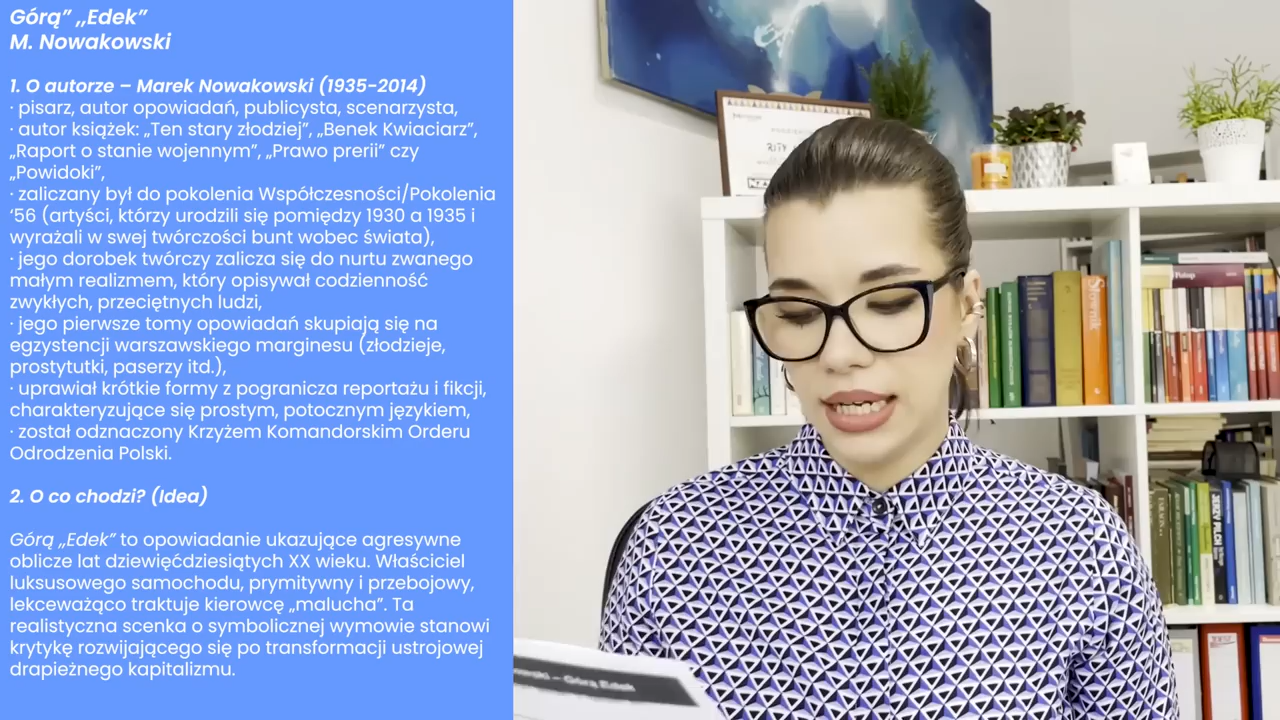 Górą” ,,Edek”
M. Nowakowski
1. O autorze – Marek Nowakowski (1935-2014)
· pisarz, autor opowiadań, publicysta, scenarzysta,
· autor książek: „Ten stary złodziej”, „Benek Kwiaciarz”,
„Raport o stanie wojennym”, „Prawo prerii” czy
„Powidoki”,
· zaliczany był do pokolenia Współczesności/Pokolenia
‘56 (artyści, którzy urodzili się pomiędzy 1930 a 1935 i
wyrażali w swej twórczości bunt wobec świata),
· jego dorobek twórczy zalicza się do nurtu zwanego
małym realizmem, który opisywał codzienność
zwykłych, przeciętnych ludzi,
· jego pierwsze tomy opowiadań skupiają się na
egzystencji warszawskiego marginesu (złodzieje,
prostytutki, paserzy itd.),
· uprawiał krótkie formy z pogranicza reportażu i fikcji,
charakteryzujące się prostym, potocznym językiem,
· został odznaczony Krzyżem Komandorskim Orderu
Odrodzenia Polski.
2. O co chodzi? (Idea)
Górą ,,Edek” to opowiadanie ukazujące agresywne
oblicze lat dziewięćdziesiątych XX wieku. Właściciel
luksusowego samochodu, prymitywny i przebojowy,
lekceważąco traktuje kierowcę „malucha”. Ta
realistyczna scenka o symbolicznej wymowie stanowi
krytykę rozwijającego się po transformacji ustrojowej
drapieżnego kapitalizmu.
– Górą Edek
Potop
Słownik
JERZY PILCH